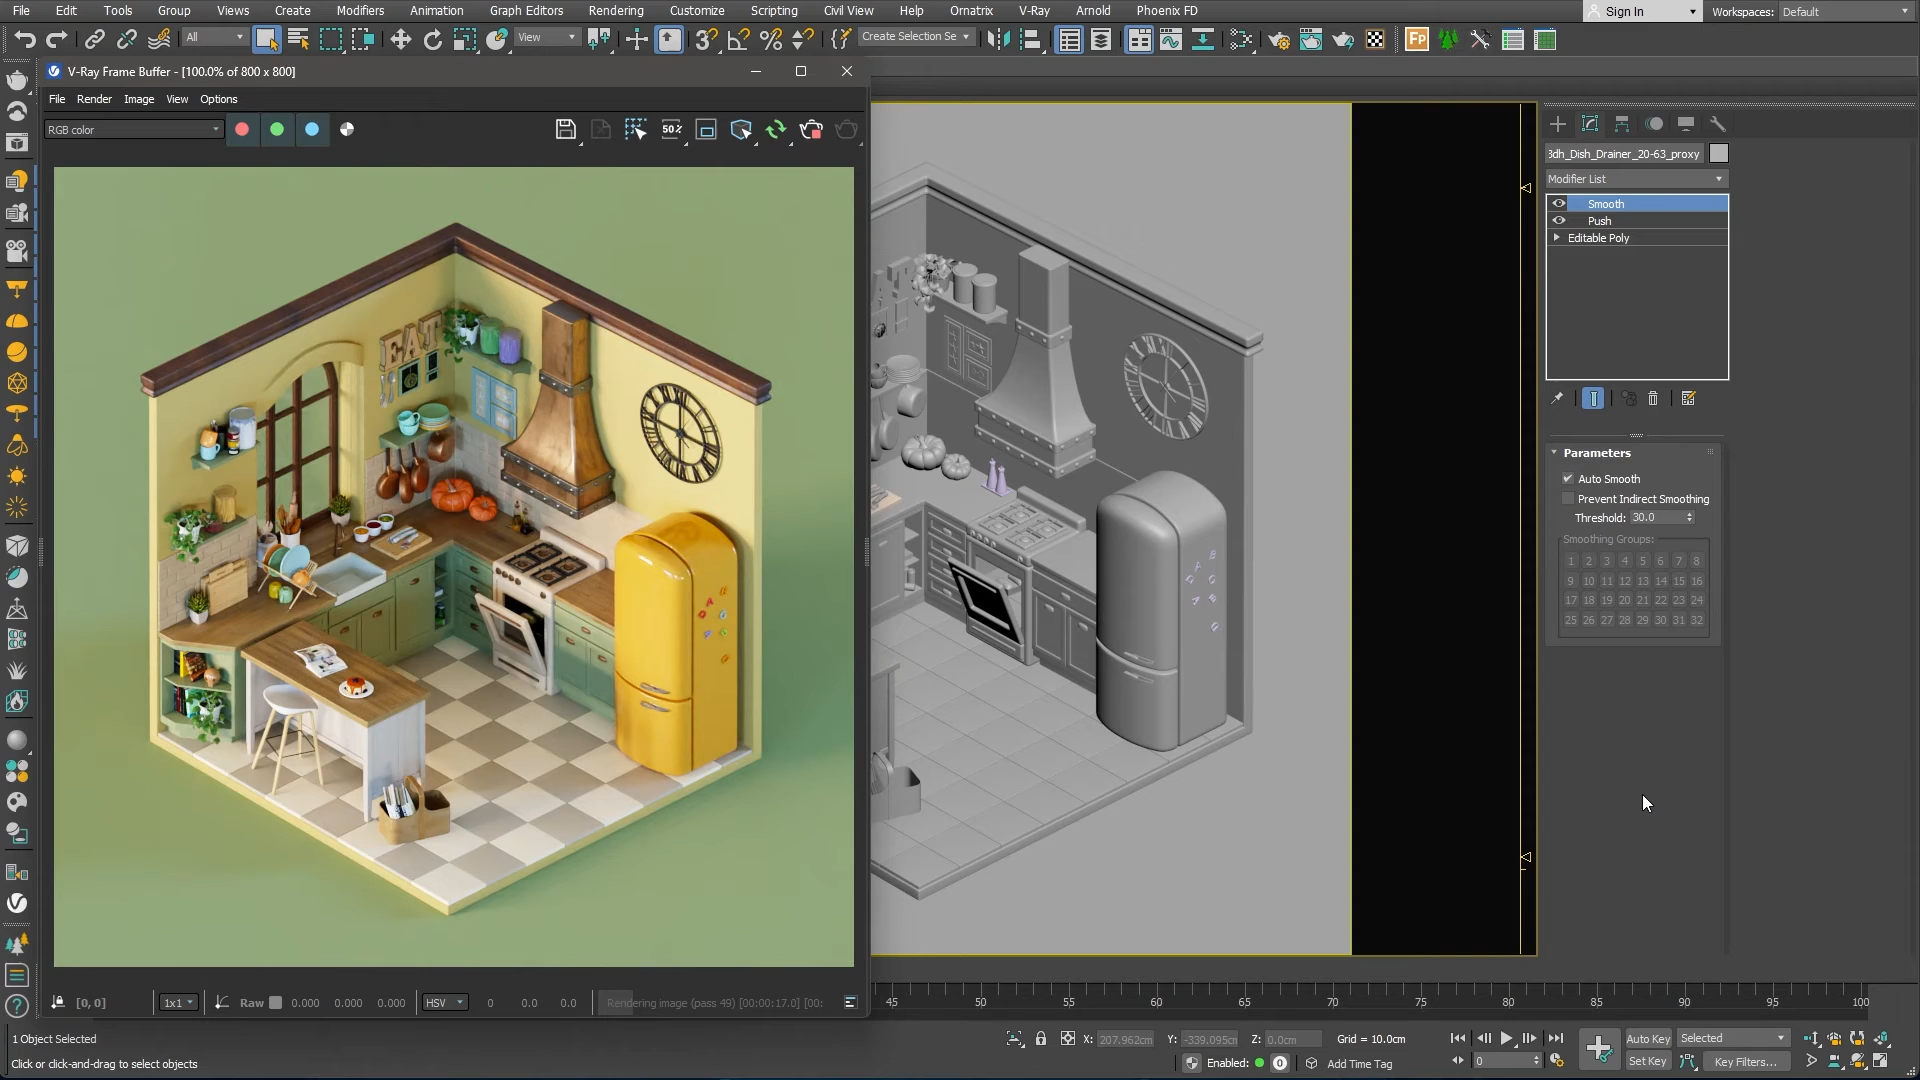 File Edit Tools Group Views Create Modifiers Animation Graph Editors Rendering Customize Scripting Civil View Help Ornatrix V-Ray Arnold Phoenix FD
Sign In
Workspaces: Default
All
View
Create Selection Se
Fp
V-Ray Frame Buffer - [100.0% of 800 x 800]
File Render Image View Options
RGB color
50%
EAT
3dh_Dish_Drainer_20-63_proxy
Modifier List
Smooth
Push
Editable Poly
Parameters
Auto Smooth
Prevent Indirect Smoothing
Threshold: 30.0
Smoothing Groups:
1 2 3 4 5 6 7 8
9 10 11 12 13 14 15 16
17 18 19 20 21 22 23 24
25 26 27 28 29 30 31 32
[0, 0]
1x1
Raw
0.000 0.000 0.000
HSV
0 0.0 0.0
Rendering image (pass 49) [00:00:17.0] [00:
45 50 55 60 65 70 75 80 85 90 95 100
1 Object Selected
Click or click-and-drag to select objects
X: 207.962cm Y: -339.095cm Z: 0.0cm
Grid = 10.0cm
Enabled:
0
Add Time Tag
0
Auto Key
Selected
Set Key
Key Filters...